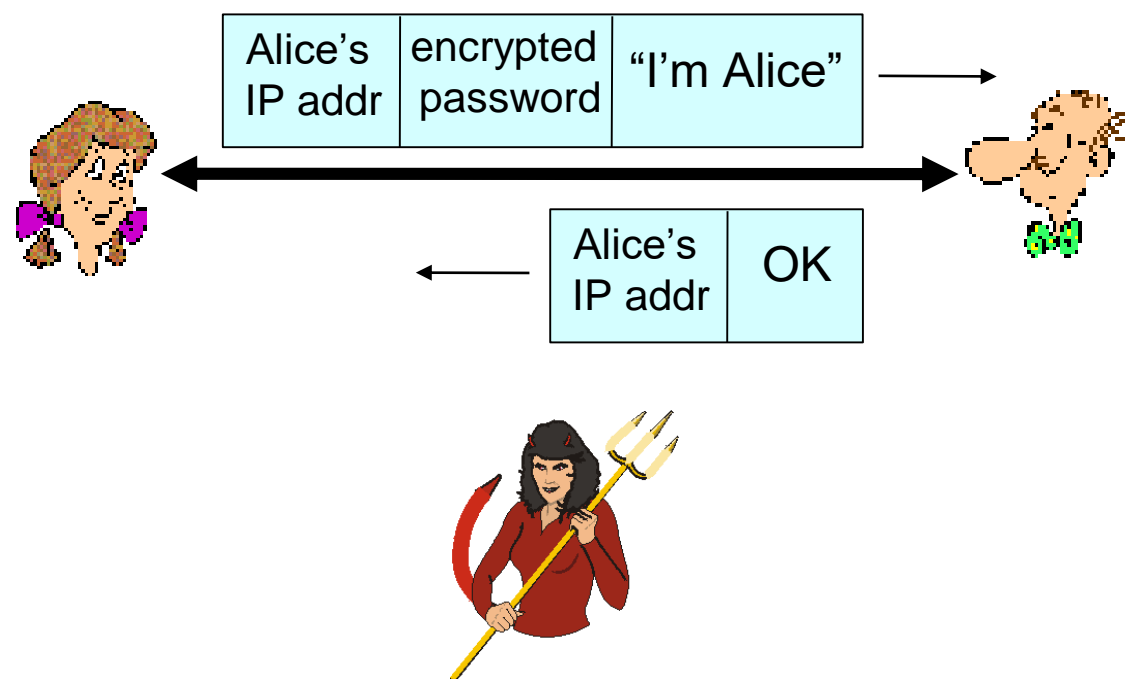 Alice’s
IP addr
encrypted
password
“I’m Alice”
Alice’s
IP addr
OK